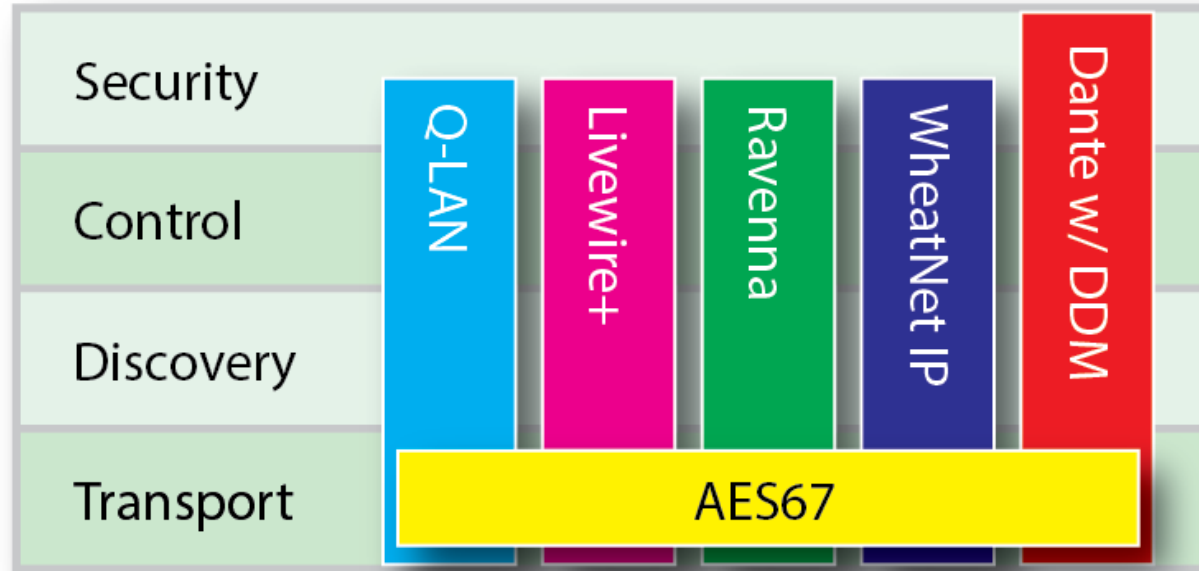 Security
Control
Discovery
Transport
Q-LAN
Livewire+
Ravenna
WheatNet IP
Dante w/ DDM
AES67